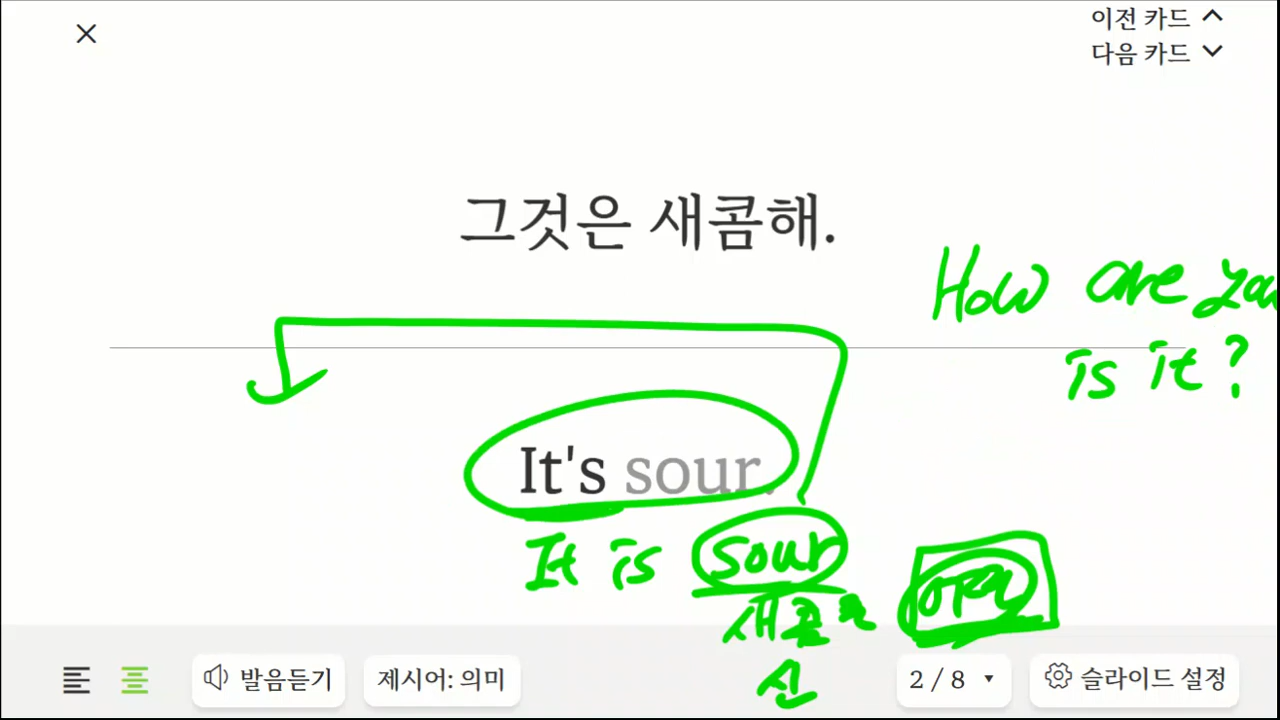 이전 카드
다음 카드
그것은 새콤해.
How are you
is it?
It's sour.
It is sour
새콤한
신
발음듣기
제시어: 의미
2 / 8
슬라이드 설정